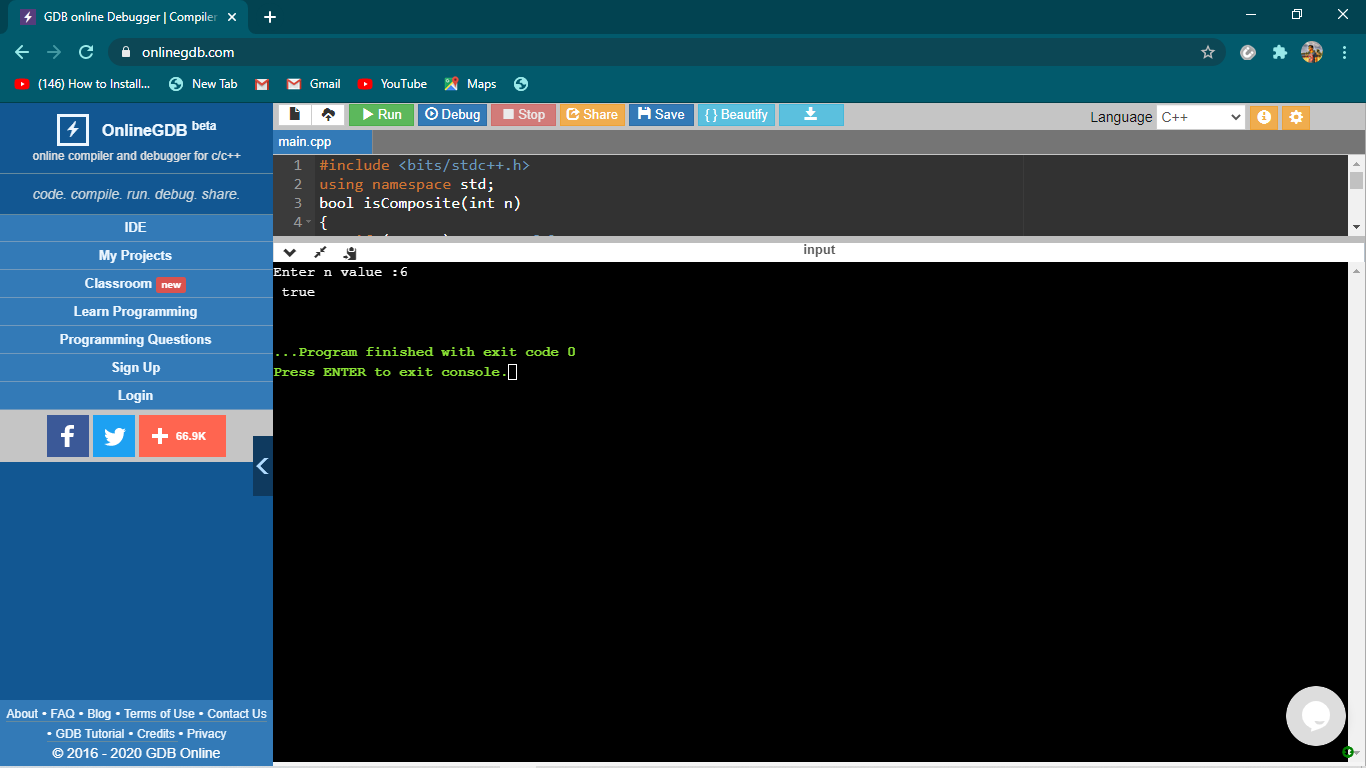 GDB online Debugger | Compiler
onlinegdb.com
(146) How to Install...
New Tab
Gmail
YouTube
Maps
OnlineGDB beta
online compiler and debugger for c/c++
code. compile. run. debug. share.
IDE
My Projects
Classroom new
Learn Programming
Programming Questions
Sign Up
Login
66.9K
About • FAQ • Blog • Terms of Use • Contact Us
• GDB Tutorial • Credits • Privacy
© 2016 - 2020 GDB Online
Run
Debug
Stop
Share
Save
{ } Beautify
Language C++
main.cpp
1 #include <bits/stdc++.h>
2 using namespace std;
3 bool isComposite(int n)
4 {
input
Enter n value :6
true
...Program finished with exit code 0
Press ENTER to exit console.